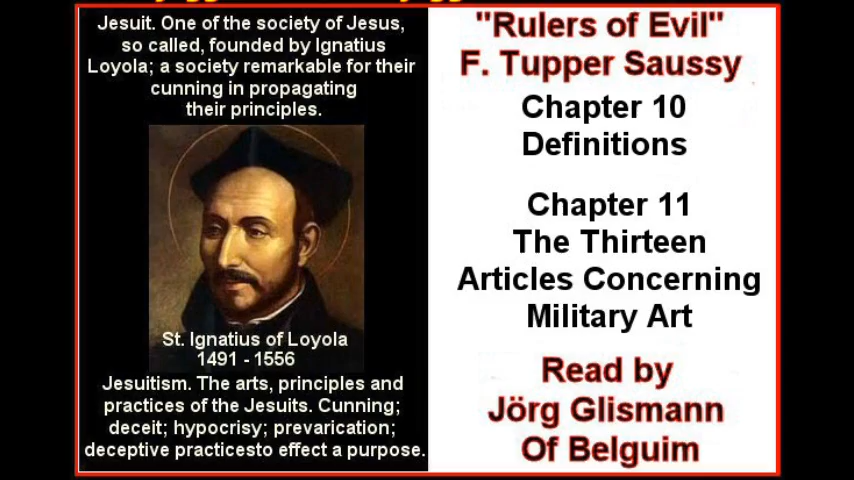 Jesuit. One of the society of Jesus,
so called, founded by Ignatius
Loyola; a society remarkable for their
cunning in propagating
their principles.
St. Ignatius of Loyola
1491 - 1556
Jesuitism. The arts, principles and
practices of the Jesuits. Cunning;
deceit; hypocrisy; prevarication;
deceptive practicesto effect a purpose.
"Rulers of Evil"
F. Tupper Saussy
Chapter 10
Definitions
Chapter 11
The Thirteen
Articles Concerning
Military Art
Read by
Jörg Glismann
Of Belguim